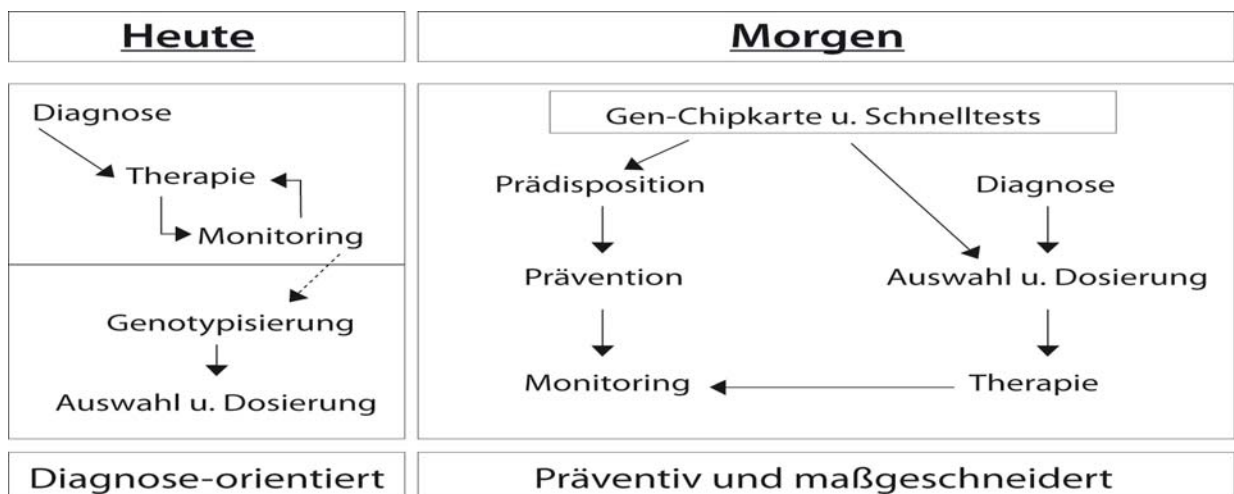 Heute
Diagnose
Therapie
Monitoring
Genotypisierung
Auswahl u. Dosierung
Diagnose-orientiert
Morgen
Gen-Chipkarte u. Schnelltests
Prädisposition
Diagnose
Prävention
Auswahl u. Dosierung
Monitoring
Therapie
Präventiv und maßgeschneidert